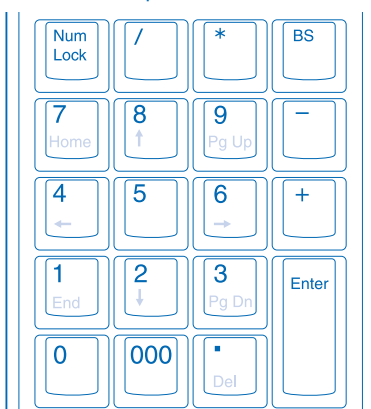 Num Lock / * BS
7 Home 8 ↑ 9 Pg Up −
4 ← 5 6 → +
1 End 2 ↓ 3 Pg Dn Enter
0 000 . Del